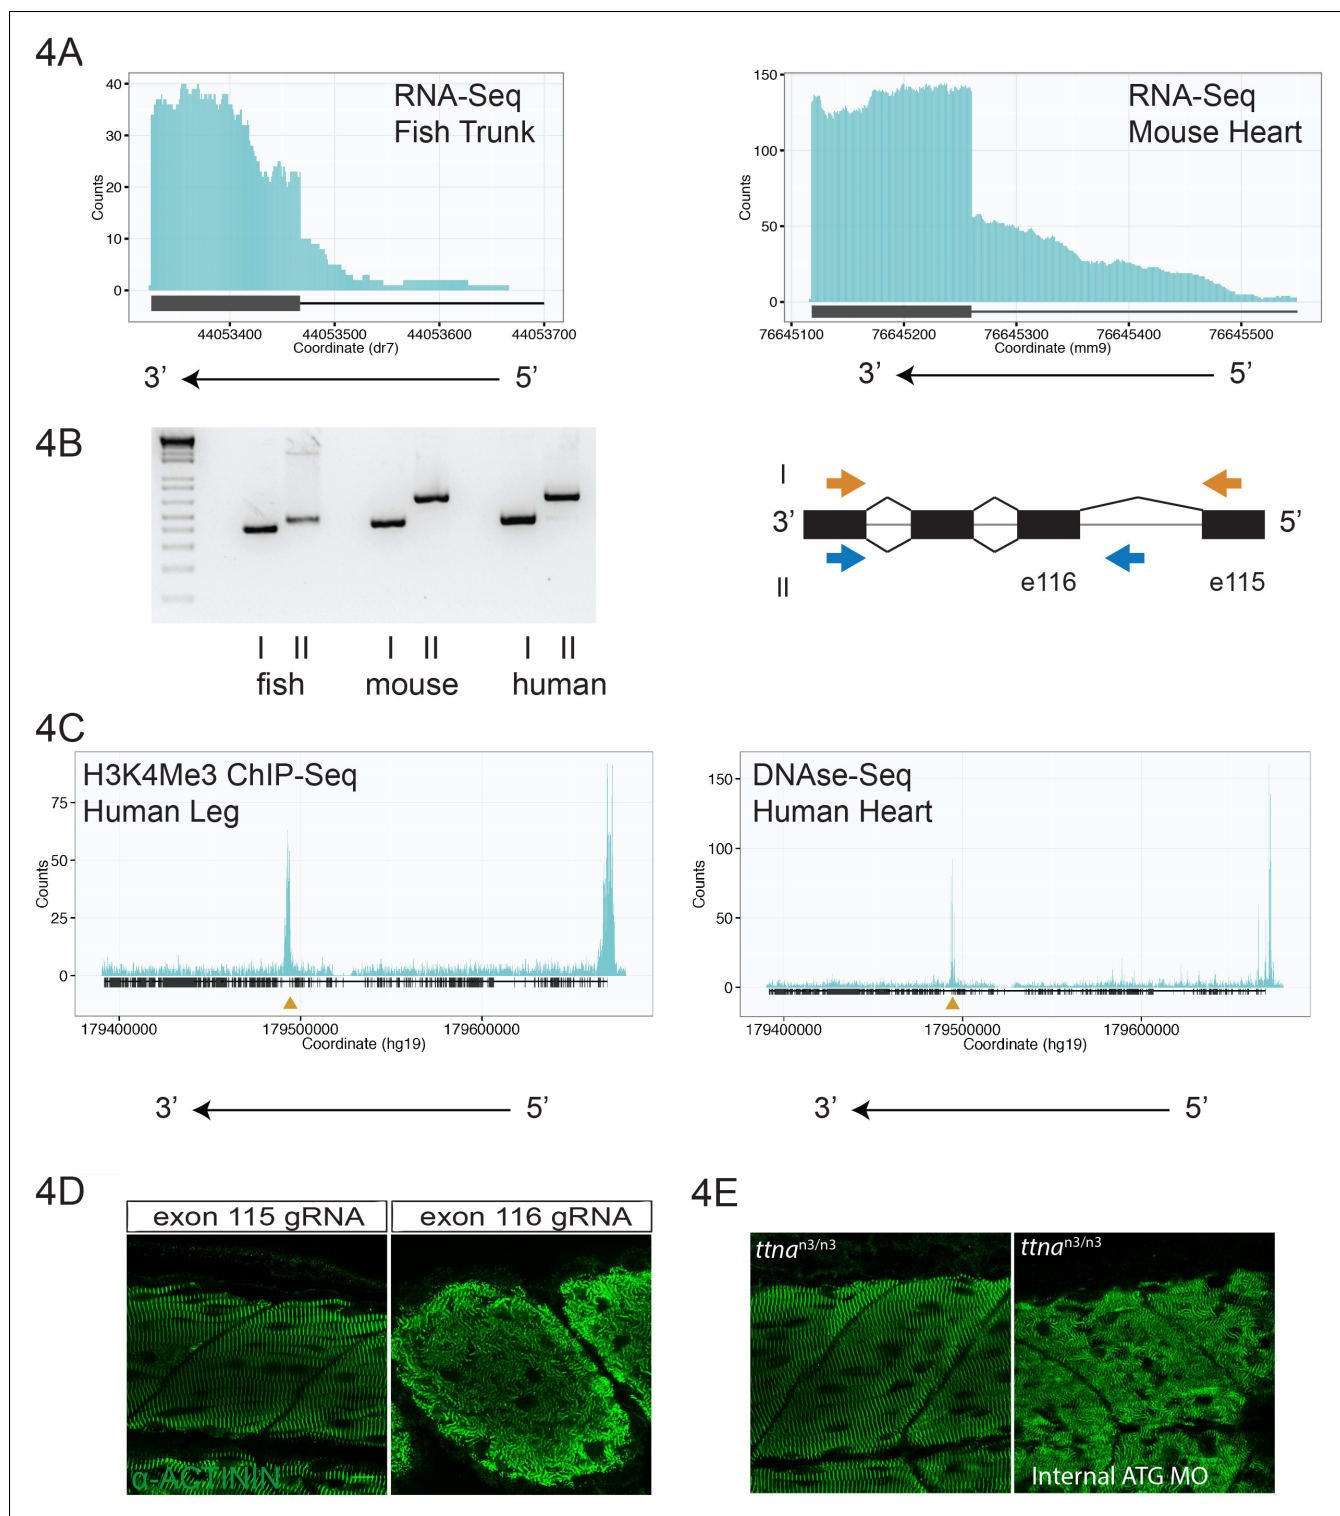 4A
RNA-Seq
Fish Trunk
40
30
20
10
0
Counts
44053400 44053500 44053600 44053700
Coordinate (dr7)
3’ 5’
RNA-Seq
Mouse Heart
150
100
50
0
Counts
76645100 76645200 76645300 76645400 76645500
Coordinate (mm9)
3’ 5’
4B
I II I II I II
fish mouse human
I
3’ 5’
e116 e115
II
4C
H3K4Me3 ChIP-Seq
Human Leg
75
50
25
0
Counts
179400000 179500000 179600000
Coordinate (hg19)
3’ 5’
DNAse-Seq
Human Heart
150
100
50
0
Counts
179400000 179500000 179600000
Coordinate (hg19)
3’ 5’
4D
exon 115 gRNA exon 116 gRNA
α-ACTININ
4E
ttnaⁿ³/ⁿ³ ttnaⁿ³/ⁿ³
Internal ATG MO